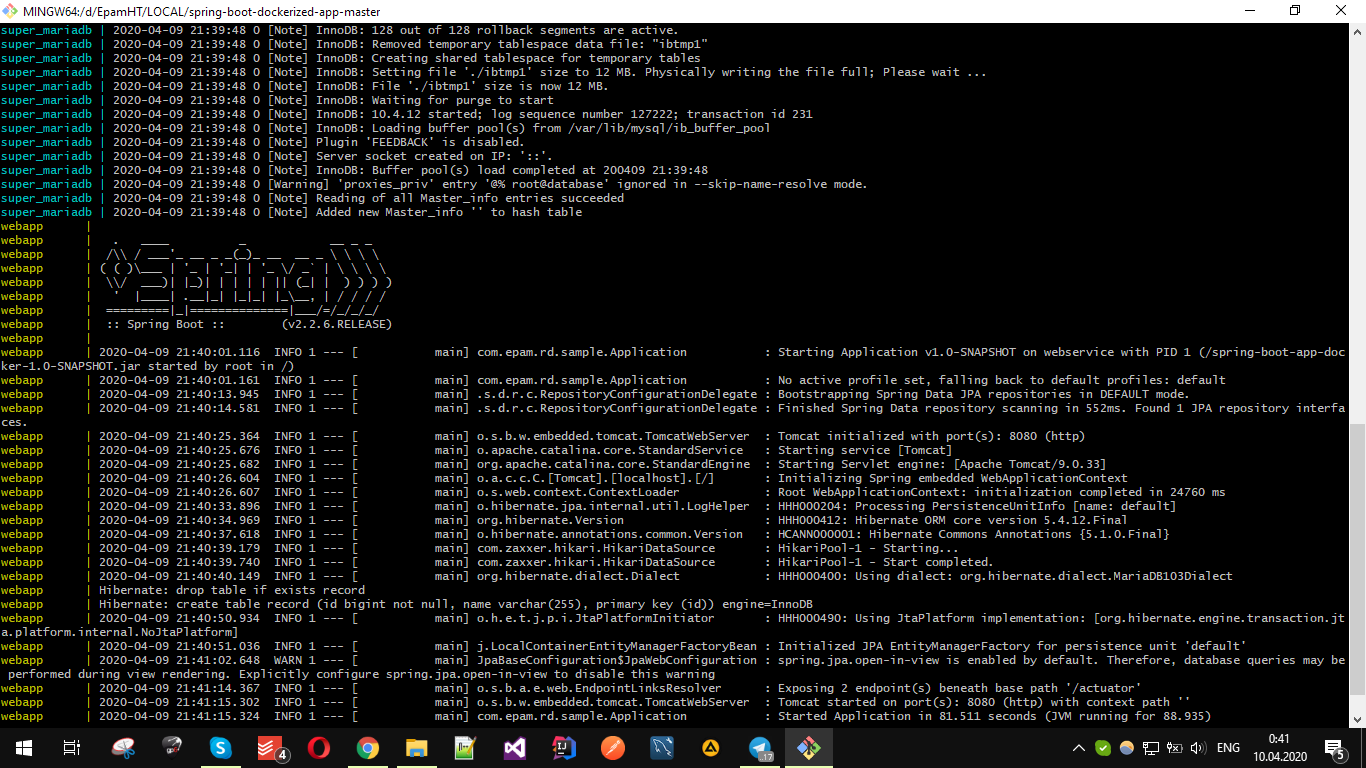 MINGW64:/d/EpamHT/LOCAL/spring-boot-dockerized-app-master
super_mariadb | 2020-04-09 21:39:48 0 [Note] InnoDB: 128 out of 128 rollback segments are active.
super_mariadb | 2020-04-09 21:39:48 0 [Note] InnoDB: Removed temporary tablespace data file: "ibtmp1"
super_mariadb | 2020-04-09 21:39:48 0 [Note] InnoDB: Creating shared tablespace for temporary tables
super_mariadb | 2020-04-09 21:39:48 0 [Note] InnoDB: Setting file './ibtmp1' size to 12 MB. Physically writing the file full; Please wait ...
super_mariadb | 2020-04-09 21:39:48 0 [Note] InnoDB: File './ibtmp1' size is now 12 MB.
super_mariadb | 2020-04-09 21:39:48 0 [Note] InnoDB: Waiting for purge to start
super_mariadb | 2020-04-09 21:39:48 0 [Note] InnoDB: 10.4.12 started; log sequence number 127222; transaction id 231
super_mariadb | 2020-04-09 21:39:48 0 [Note] InnoDB: Loading buffer pool(s) from /var/lib/mysql/ib_buffer_pool
super_mariadb | 2020-04-09 21:39:48 0 [Note] Plugin 'FEEDBACK' is disabled.
super_mariadb | 2020-04-09 21:39:48 0 [Note] Server socket created on IP: '::'.
super_mariadb | 2020-04-09 21:39:48 0 [Note] InnoDB: Buffer pool(s) load completed at 200409 21:39:48
super_mariadb | 2020-04-09 21:39:48 0 [Warning] 'proxies_priv' entry '@% root@database' ignored in --skip-name-resolve mode.
super_mariadb | 2020-04-09 21:39:48 0 [Note] Reading of all Master_info entries succeeded
super_mariadb | 2020-04-09 21:39:48 0 [Note] Added new Master_info '' to hash table
webapp        |
webapp        |   .   ____          _            __ _ _
webapp        |  /\\ / ___'_ __ _ _(_)_ __  __ _ \ \ \ \
webapp        | ( ( )\___ | '_ | '_| | '_ \/ _` | \ \ \ \
webapp        |  \\/  ___)| |_)| | | | | || (_| |  ) ) ) )
webapp        |   '  |____| .__|_| |_|_| |_\__, | / / / /
webapp        |  =========|_|==============|___/=/_/_/_/
webapp        |  :: Spring Boot ::        (v2.2.6.RELEASE)
webapp        |
webapp        | 2020-04-09 21:40:01.116  INFO 1 --- [           main] com.epam.rd.sample.Application           : Starting Application v1.0-SNAPSHOT on webservice with PID 1 (/spring-boot-app-doc
ker-1.0-SNAPSHOT.jar started by root in /)
webapp        | 2020-04-09 21:40:01.161  INFO 1 --- [           main] com.epam.rd.sample.Application           : No active profile set, falling back to default profiles: default
webapp        | 2020-04-09 21:40:13.945  INFO 1 --- [           main] .s.d.r.c.RepositoryConfigurationDelegate : Bootstrapping Spring Data JPA repositories in DEFAULT mode.
webapp        | 2020-04-09 21:40:14.581  INFO 1 --- [           main] .s.d.r.c.RepositoryConfigurationDelegate : Finished Spring Data repository scanning in 552ms. Found 1 JPA repository interfa
ces.
webapp        | 2020-04-09 21:40:25.364  INFO 1 --- [           main] o.s.b.w.embedded.tomcat.TomcatWebServer  : Tomcat initialized with port(s): 8080 (http)
webapp        | 2020-04-09 21:40:25.676  INFO 1 --- [           main] o.apache.catalina.core.StandardService   : Starting service [Tomcat]
webapp        | 2020-04-09 21:40:25.682  INFO 1 --- [           main] org.apache.catalina.core.StandardEngine  : Starting Servlet engine: [Apache Tomcat/9.0.33]
webapp        | 2020-04-09 21:40:26.604  INFO 1 --- [           main] o.a.c.c.C.[Tomcat].[localhost].[/]       : Initializing Spring embedded WebApplicationContext
webapp        | 2020-04-09 21:40:26.607  INFO 1 --- [           main] o.s.web.context.ContextLoader            : Root WebApplicationContext: initialization completed in 24760 ms
webapp        | 2020-04-09 21:40:33.896  INFO 1 --- [           main] o.hibernate.jpa.internal.util.LogHelper  : HHH000204: Processing PersistenceUnitInfo [name: default]
webapp        | 2020-04-09 21:40:34.969  INFO 1 --- [           main] org.hibernate.Version                    : HHH000412: Hibernate ORM core version 5.4.12.Final
webapp        | 2020-04-09 21:40:37.618  INFO 1 --- [           main] o.hibernate.annotations.common.Version   : HCANN000001: Hibernate Commons Annotations {5.1.0.Final}
webapp        | 2020-04-09 21:40:39.179  INFO 1 --- [           main] com.zaxxer.hikari.HikariDataSource       : HikariPool-1 - Starting...
webapp        | 2020-04-09 21:40:39.740  INFO 1 --- [           main] com.zaxxer.hikari.HikariDataSource       : HikariPool-1 - Start completed.
webapp        | 2020-04-09 21:40:40.149  INFO 1 --- [           main] org.hibernate.dialect.Dialect            : HHH000400: Using dialect: org.hibernate.dialect.MariaDB103Dialect
webapp        | Hibernate: drop table if exists record
webapp        | Hibernate: create table record (id bigint not null, name varchar(255), primary key (id)) engine=InnoDB
webapp        | 2020-04-09 21:40:50.934  INFO 1 --- [           main] o.h.e.t.j.p.i.JtaPlatformInitiator       : HHH000490: Using JtaPlatform implementation: [org.hibernate.engine.transaction.jt
a.platform.internal.NoJtaPlatform]
webapp        | 2020-04-09 21:40:51.036  INFO 1 --- [           main] j.LocalContainerEntityManagerFactoryBean : Initialized JPA EntityManagerFactory for persistence unit 'default'
webapp        | 2020-04-09 21:41:02.648  WARN 1 --- [           main] JpaBaseConfiguration$JpaWebConfiguration : spring.jpa.open-in-view is enabled by default. Therefore, database queries may be
 performed during view rendering. Explicitly configure spring.jpa.open-in-view to disable this warning
webapp        | 2020-04-09 21:41:14.367  INFO 1 --- [           main] o.s.b.a.e.web.EndpointLinksResolver      : Exposing 2 endpoint(s) beneath base path '/actuator'
webapp        | 2020-04-09 21:41:15.302  INFO 1 --- [           main] o.s.b.w.embedded.tomcat.TomcatWebServer  : Tomcat started on port(s): 8080 (http) with context path ''
webapp        | 2020-04-09 21:41:15.324  INFO 1 --- [           main] com.epam.rd.sample.Application           : Started Application in 81.511 seconds (JVM running for 88.935)
4
.17
ENG
0:41
10.04.2020
5